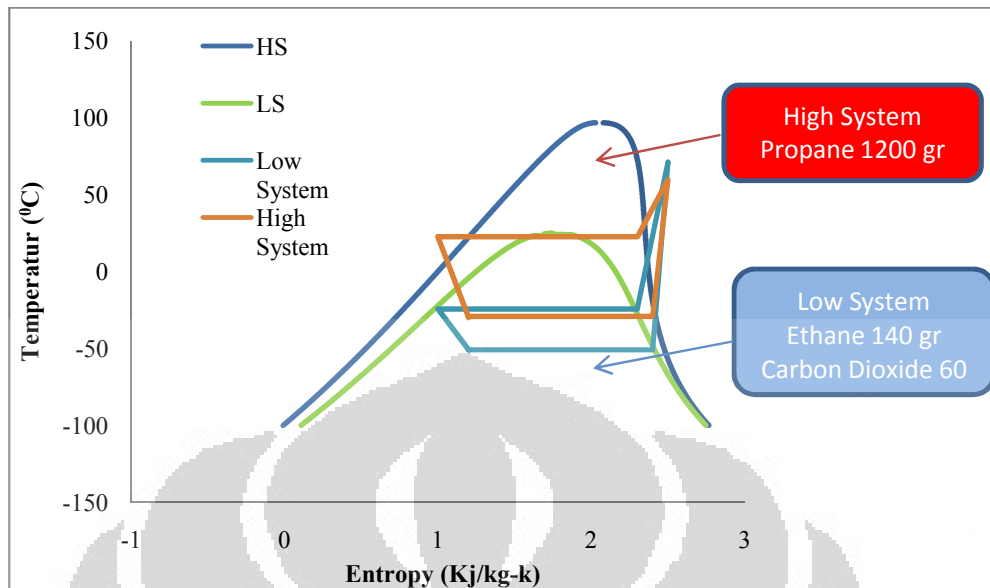 150
100
50
0
-50
-100
-150
-1
0
1
2
3
Temperatur (⁰C)
Entropy (Kj/kg-k)
HS
LS
Low
System
High
System
High System
Propane 1200 gr
Low System
Ethane 140 gr
Carbon Dioxide 60